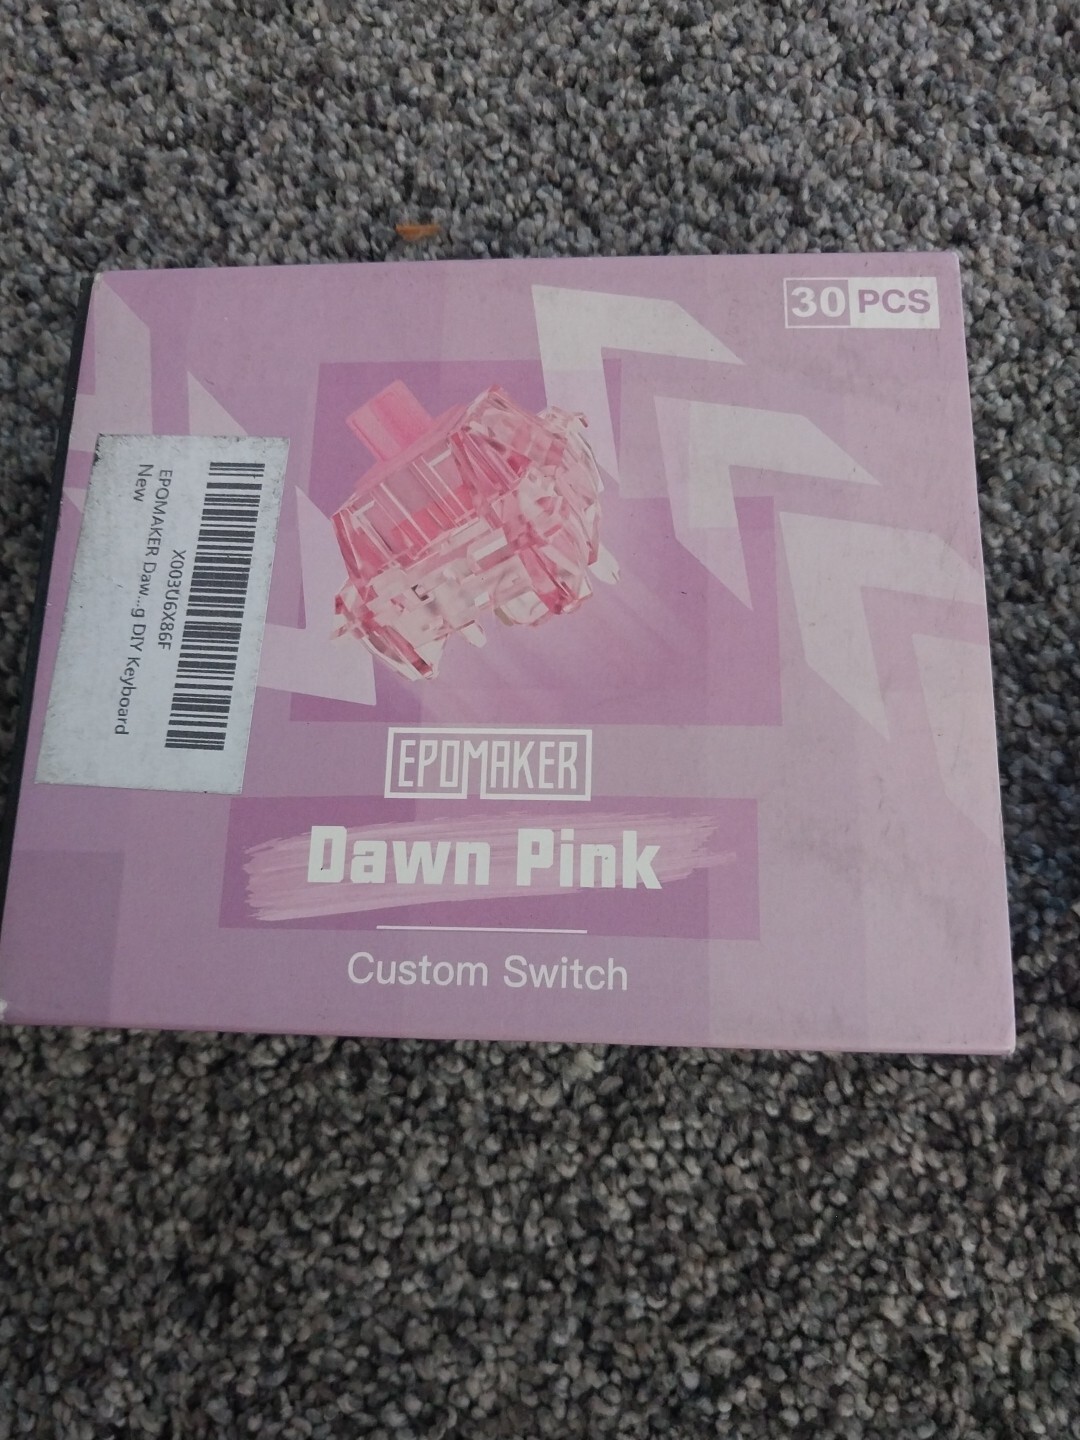 30 PCS
X003U6X86F
EPOMAKER Daw...g DIY Keyboard
New
EPOMAKER
Dawn Pink
Custom Switch